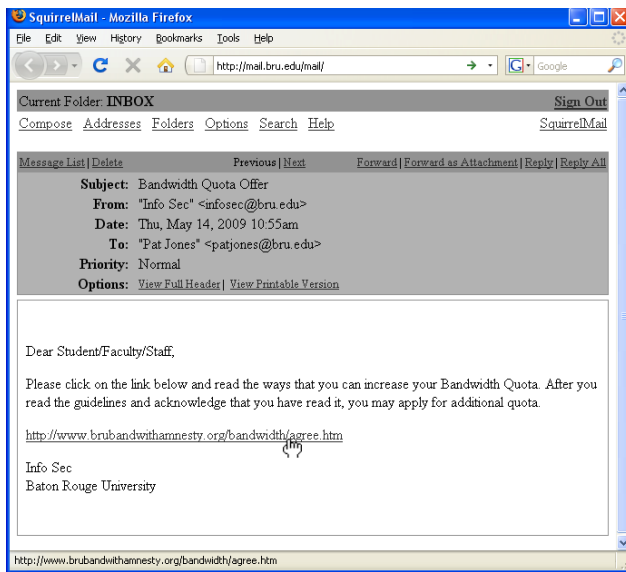 SquirrelMail - Mozilla Firefox
File Edit View History Bookmarks Tools Help
http://mail.bru.edu/mail/ G Google
Current Folder: INBOX Sign Out
Compose Addresses Folders Options Search Help SquirrelMail
Message List | Delete Previous | Next Forward | Forward as Attachment | Reply | Reply All
Subject: Bandwidth Quota Offer
From: "Info Sec" <infosec@bru.edu>
Date: Thu, May 14, 2009 10:55am
To: "Pat Jones" <patjones@bru.edu>
Priority: Normal
Options: View Full Header | View Printable Version
Dear Student/Faculty/Staff,
Please click on the link below and read the ways that you can increase your Bandwidth Quota. After you
read the guidelines and acknowledge that you have read it, you may apply for additional quota.
http://www.brubandwithamnesty.org/bandwidth/agree.htm
Info Sec
Baton Rouge University
http://www.brubandwithamnesty.org/bandwidth/agree.htm